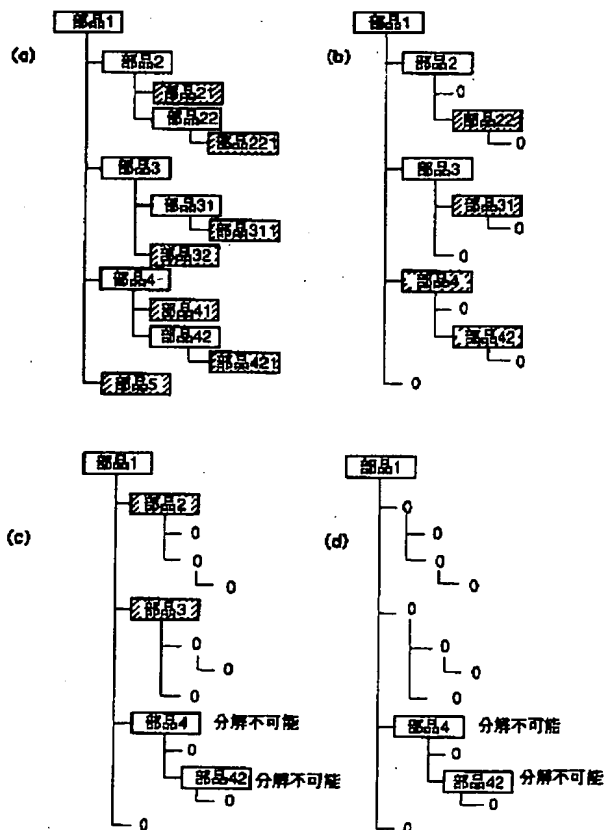 (a)
部品1
部品2
部品21
部品22
部品221
部品3
部品31
部品311
部品32
部品4
部品41
部品42
部品421
部品5
(b)
部品1
部品2
0
部品22
0
部品3
部品31
0
0
部品4
0
部品42
0
0
(c)
部品1
部品2
0
0
0
部品3
0
0
0
部品4 分解不可能
0
部品42 分解不可能
0
0
(d)
部品1
0
0
0
0
0
0
0
0
部品4 分解不可能
0
部品42 分解不可能
0
0